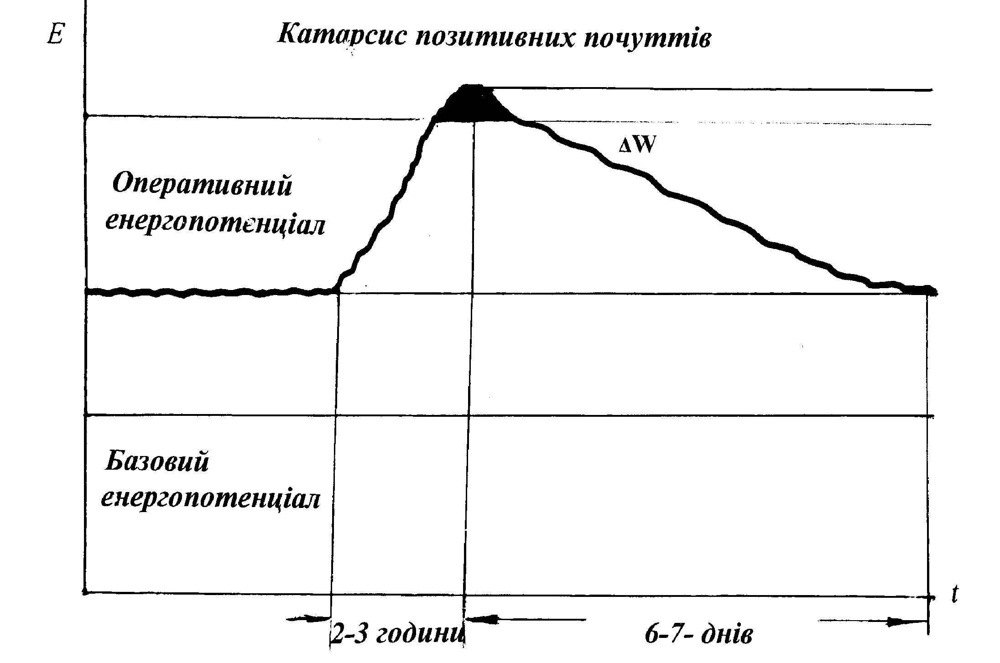 E
Катарсис позитивних почуттів
ΔW
Оперативний
енергопотенціал
Базовий
енергопотенціал
t
2-3 години
6-7- днів